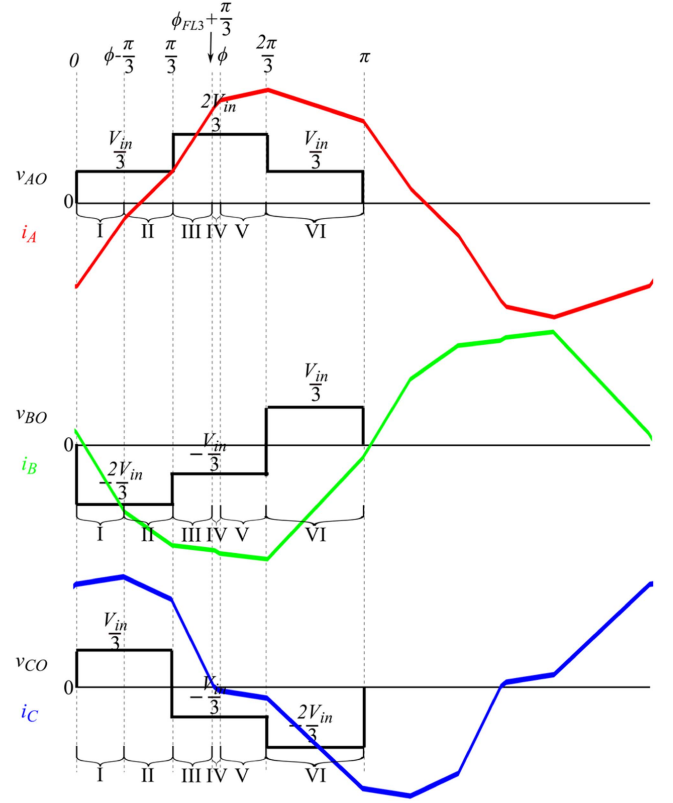 ϕ_FL3+π/3
0 ϕ-π/3 π/3 ϕ 2π/3 π
2V_in/3
V_in/3 V_in/3
v_AO
0
I II III IV V VI
i_A
V_in/3
v_BO
-V_in/3
0
i_B
-2V_in/3
I II III IV V VI
V_in/3
v_CO
0
-V_in/3
i_C
-2V_in/3
I II III IV V VI